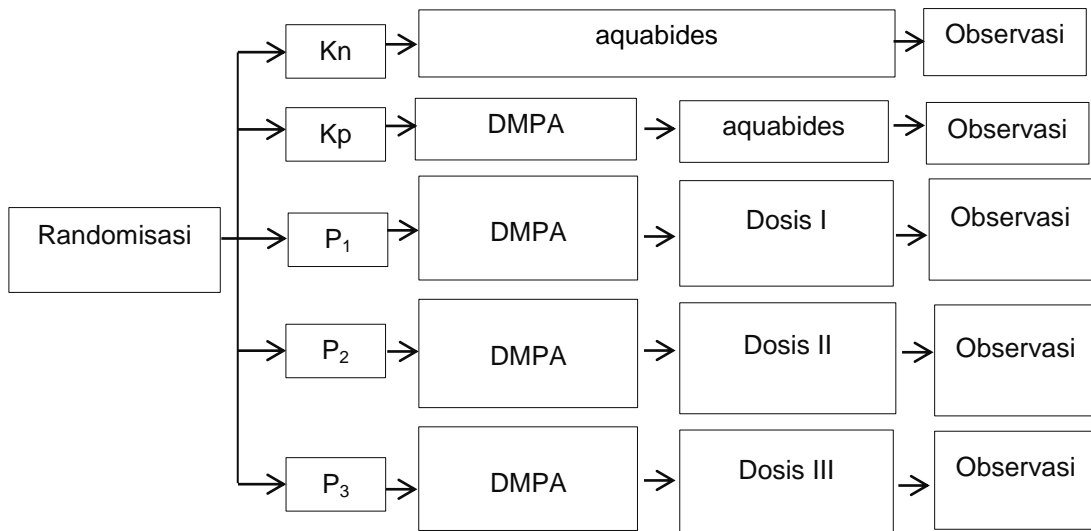 Kn
aquabides
Observasi
Kp
DMPA
aquabides
Observasi
Randomisasi
P₁
DMPA
Dosis I
Observasi
P₂
DMPA
Dosis II
Observasi
P₃
DMPA
Dosis III
Observasi